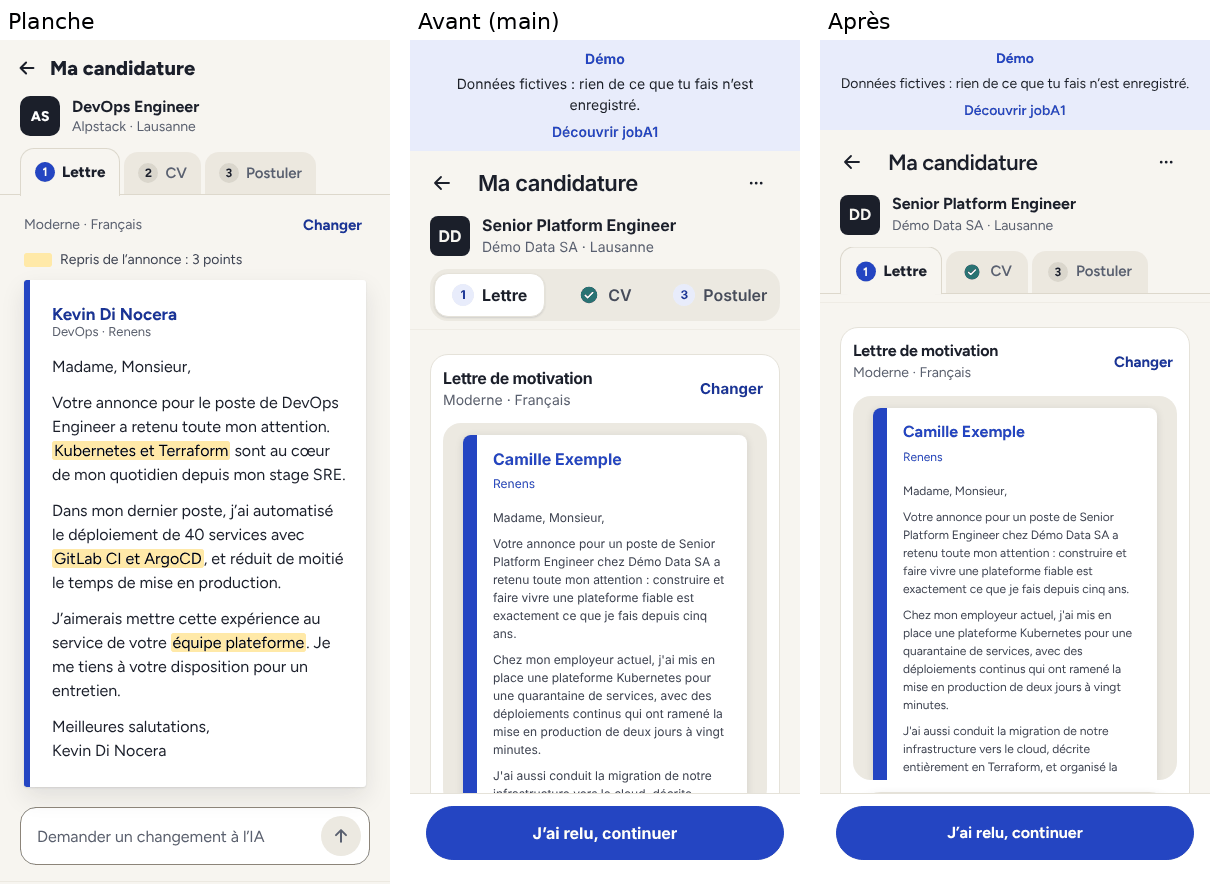 Planche
Ma candidature
AS
DevOps Engineer
Alpstack · Lausanne
1 Lettre
2 CV
3 Postuler
Moderne · Français
Changer
Repris de l’annonce : 3 points
Kevin Di Nocera
DevOps · Renens
Madame, Monsieur,
Votre annonce pour le poste de DevOps
Engineer a retenu toute mon attention.
Kubernetes et Terraform sont au cœur
de mon quotidien depuis mon stage SRE.
Dans mon dernier poste, j’ai automatisé
le déploiement de 40 services avec
GitLab CI et ArgoCD, et réduit de moitié
le temps de mise en production.
J’aimerais mettre cette expérience au
service de votre équipe plateforme. Je
me tiens à votre disposition pour un
entretien.
Meilleures salutations,
Kevin Di Nocera
Demander un changement à l’IA
Avant (main)
Démo
Données fictives : rien de ce que tu fais n’est
enregistré.
Découvrir jobA1
Ma candidature
DD
Senior Platform Engineer
Démo Data SA · Lausanne
1 Lettre
CV
3 Postuler
Lettre de motivation
Moderne · Français
Changer
Camille Exemple
Renens
Madame, Monsieur,
Votre annonce pour un poste de Senior
Platform Engineer chez Démo Data SA a
retenu toute mon attention : construire et
faire vivre une plateforme fiable est
exactement ce que je fais depuis cinq
ans.
Chez mon employeur actuel, j'ai mis en
place une plateforme Kubernetes pour
une quarantaine de services, avec des
déploiements continus qui ont ramené la
mise en production de deux jours à vingt
minutes.
J'ai aussi conduit la migration de notre
infrastructure vers le cloud, décrite
J’ai relu, continuer
Après
Démo
Données fictives : rien de ce que tu fais n’est enregistré.
Découvrir jobA1
Ma candidature
DD
Senior Platform Engineer
Démo Data SA · Lausanne
1 Lettre
CV
3 Postuler
Lettre de motivation
Moderne · Français
Changer
Camille Exemple
Renens
Madame, Monsieur,
Votre annonce pour un poste de Senior
Platform Engineer chez Démo Data SA a
retenu toute mon attention : construire et
faire vivre une plateforme fiable est
exactement ce que je fais depuis cinq ans.
Chez mon employeur actuel, j'ai mis en
place une plateforme Kubernetes pour une
quarantaine de services, avec des
déploiements continus qui ont ramené la
mise en production de deux jours à vingt
minutes.
J'ai aussi conduit la migration de notre
infrastructure vers le cloud, décrite
entièrement en Terraform, et organisé la
J’ai relu, continuer